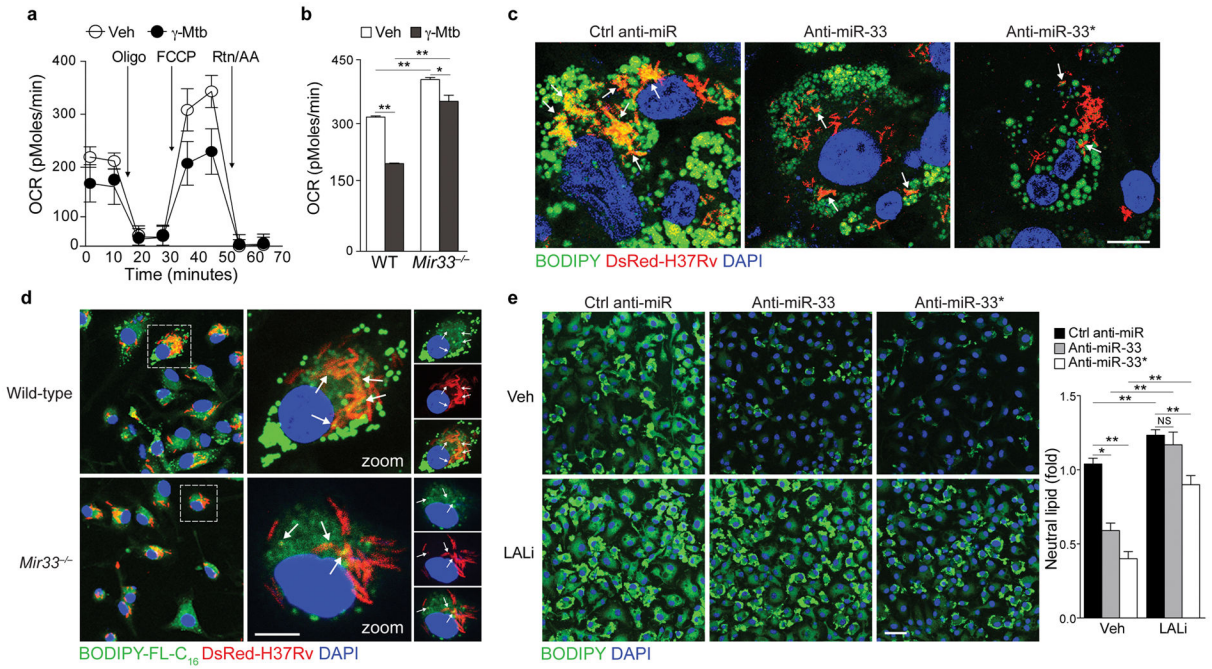 a
Veh γ-Mtb
Oligo FCCP Rtn/AA
OCR (pMoles/min)
400
300
200
100
0
0 10 20 30 40 50 60 70
Time (minutes)
b
Veh γ-Mtb
OCR (pMoles/min)
450
300
150
0
**
**
**
*
WT Mir33⁻/⁻
c
Ctrl anti-miR Anti-miR-33 Anti-miR-33*
BODIPY DsRed-H37Rv DAPI
d
Wild-type
zoom
Mir33⁻/⁻
zoom
BODIPY-FL-C₁₆ DsRed-H37Rv DAPI
e
Ctrl anti-miR Anti-miR-33 Anti-miR-33*
Veh
LALi
BODIPY DAPI
Ctrl anti-miR
Anti-miR-33
Anti-miR-33*
Neutral lipid (fold)
1.5
1.0
0.5
0.0
**
**
** **
NS
**
*
Veh LALi